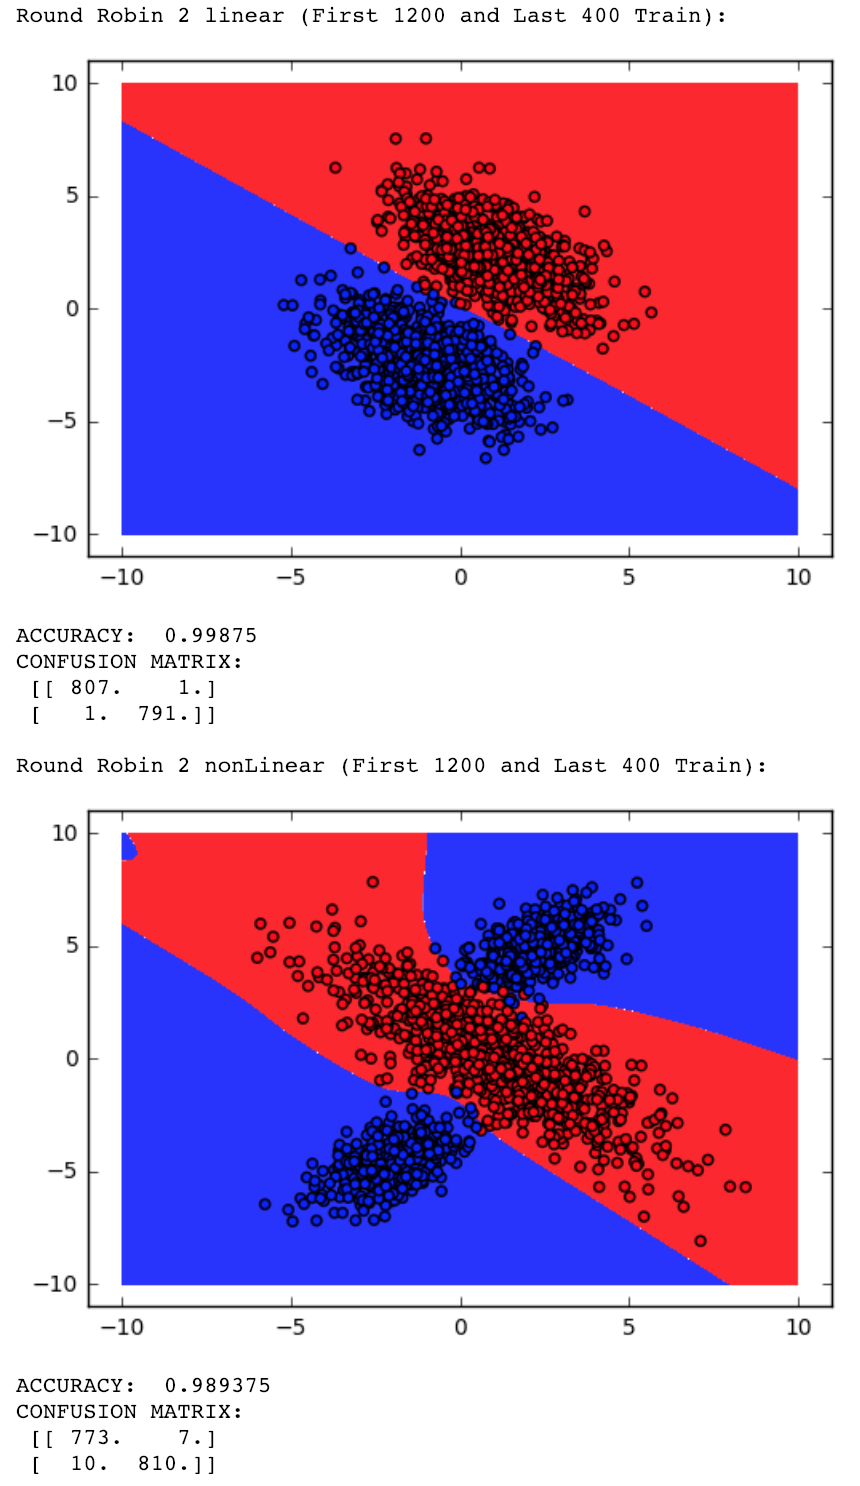 Round Robin 2 linear (First 1200 and Last 400 Train):
10
5
0
−5
−10
−10 −5 0 5 10
ACCURACY:  0.99875
CONFUSION MATRIX:
[[ 807.    1.]
[   1.  791.]]
Round Robin 2 nonLinear (First 1200 and Last 400 Train):
10
5
0
−5
−10
−10 −5 0 5 10
ACCURACY:  0.989375
CONFUSION MATRIX:
[[ 773.    7.]
[  10.  810.]]